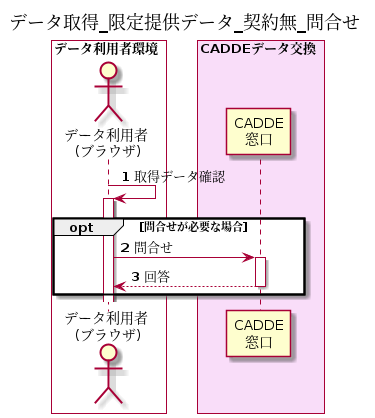 データ取得_限定提供データ_契約無_問合せ
データ利用者環境
CADDEデータ交換
データ利用者
（ブラウザ）
CADDE
窓口
1 取得データ確認
opt [問合せが必要な場合]
2 問合せ
3 回答
データ利用者
（ブラウザ）
CADDE
窓口